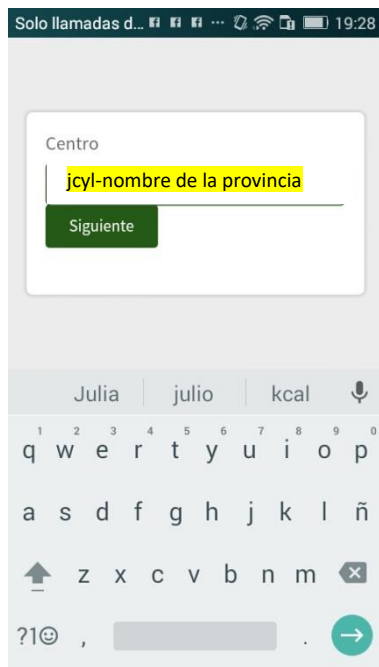 Solo llamadas d... 19:28
Centro
jcyl-nombre de la provincia
Siguiente
Julia julio kcal
1 2 3 4 5 6 7 8 9 0
q w e r t y u i o p
a s d f g h j k l ñ
z x c v b n m
?1☺ , .